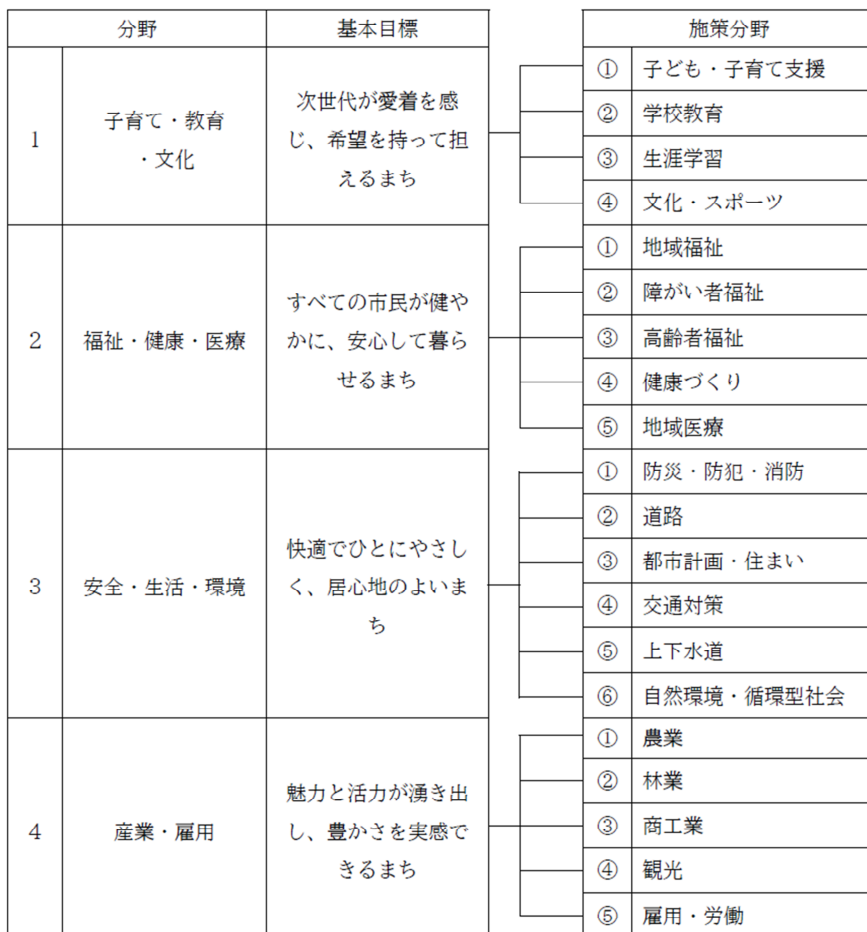 分野
基本目標
施策分野
1
子育て・教育
・文化
次世代が愛着を感
じ、希望を持って担
えるまち
① 子ども・子育て支援
② 学校教育
③ 生涯学習
④ 文化・スポーツ
2
福祉・健康・医療
すべての市民が健や
かに、安心して暮ら
せるまち
① 地域福祉
② 障がい者福祉
③ 高齢者福祉
④ 健康づくり
⑤ 地域医療
3
安全・生活・環境
快適でひとにやさし
く、居心地のよいま
ち
① 防災・防犯・消防
② 道路
③ 都市計画・住まい
④ 交通対策
⑤ 上下水道
⑥ 自然環境・循環型社会
4
産業・雇用
魅力と活力が湧き出
し、豊かさを実感で
きるまち
① 農業
② 林業
③ 商工業
④ 観光
⑤ 雇用・労働